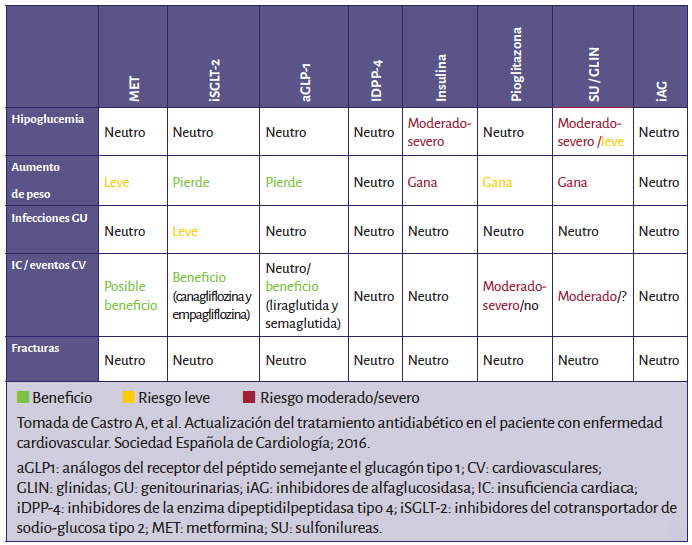 MET iSGLT-2 aGLP-1 IDPP-4 Insulina Pioglitazona SU / GLIN iAG
Hipoglucemia Neutro Neutro Neutro Neutro Moderado- Neutro Moderado- Neutro
severo severo /leve
Aumento
de peso Leve Pierde Pierde Neutro Gana Gana Gana Neutro
Infecciones GU
Neutro Leve Neutro Neutro Neutro Neutro Neutro Neutro
IC / eventos CV
Posible Beneficio Neutro/ Neutro Neutro Moderado- Moderado/? Neutro
beneficio (canagliflozina y beneficio severo/no
empagliflozina) (liraglutida y
semaglutida)
Fracturas
Neutro Neutro Neutro Neutro Neutro Neutro Neutro Neutro
Beneficio Riesgo leve Riesgo moderado/severo
Tomada de Castro A, et al. Actualización del tratamiento antidiabético en el paciente con enfermedad
cardiovascular. Sociedad Española de Cardiología; 2016.
aGLP1: análogos del receptor del péptido semejante el glucagón tipo 1; CV: cardiovasculares;
GLIN: glinidas; GU: genitourinarias; iAG: inhibidores de alfaglucosidasa; IC: insuficiencia cardiaca;
iDPP-4: inhibidores de la enzima dipeptidilpeptidasa tipo 4; iSGLT-2: inhibidores del cotransportador de
sodio-glucosa tipo 2; MET: metformina; SU: sulfonilureas.